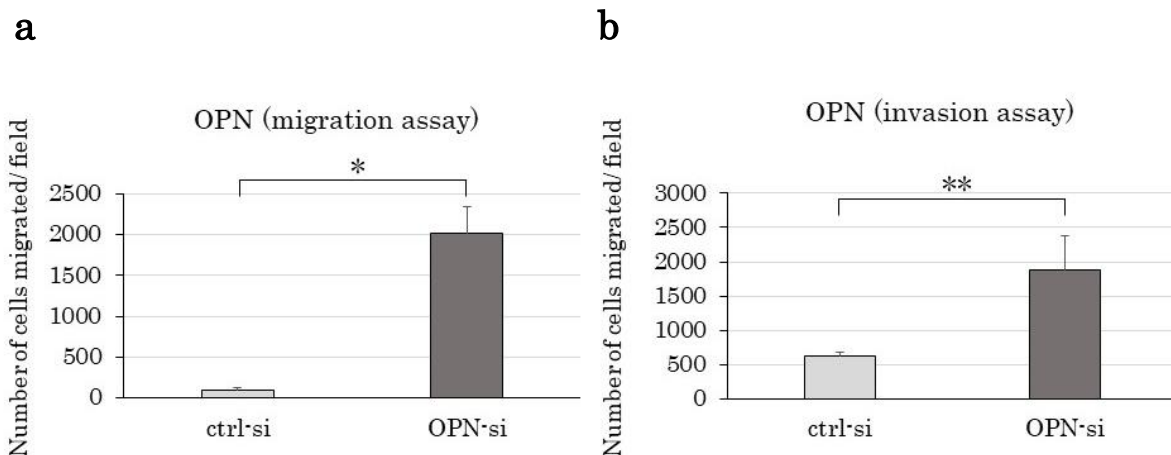 a
OPN (migration assay)
Number of cells migrated/ field
*
2500
2000
1500
1000
500
0
ctrl-si
OPN-si
b
OPN (invasion assay)
Number of cells migrated/ field
**
3000
2500
2000
1500
1000
500
0
ctrl-si
OPN-si